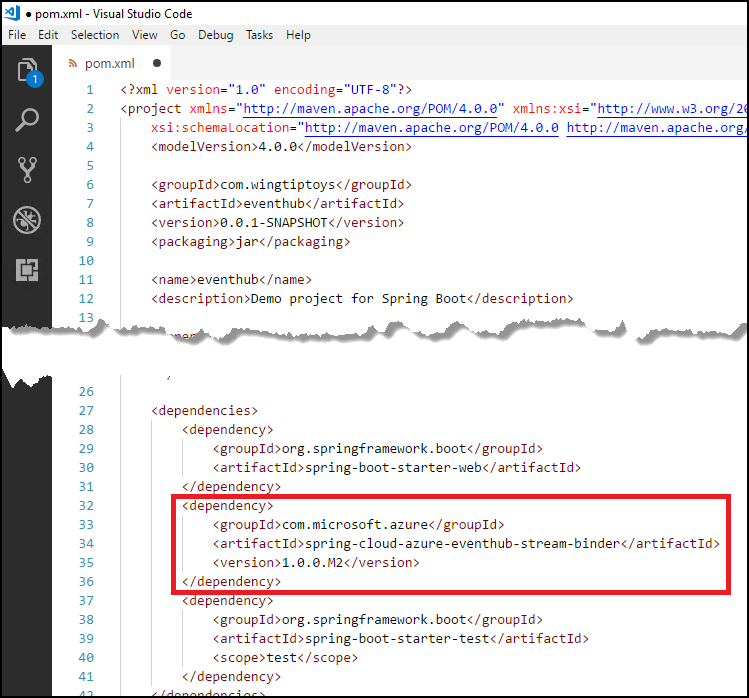 ● pom.xml - Visual Studio Code
File Edit Selection View Go Debug Tasks Help
1
pom.xml ●
1 <?xml version="1.0" encoding="UTF-8"?>
2 <project xmlns="http://maven.apache.org/POM/4.0.0" xmlns:xsi="http://www.w3.org/20
3 xsi:schemaLocation="http://maven.apache.org/POM/4.0.0 http://maven.apache.org/
4 <modelVersion>4.0.0</modelVersion>
5
6 <groupId>com.wingtiptoys</groupId>
7 <artifactId>eventhub</artifactId>
8 <version>0.0.1-SNAPSHOT</version>
9 <packaging>jar</packaging>
10
11 <name>eventhub</name>
12 <description>Demo project for Spring Boot</description>
13
26
27 <dependencies>
28 <dependency>
29 <groupId>org.springframework.boot</groupId>
30 <artifactId>spring-boot-starter-web</artifactId>
31 </dependency>
32 <dependency>
33 <groupId>com.microsoft.azure</groupId>
34 <artifactId>spring-cloud-azure-eventhub-stream-binder</artifactId>
35 <version>1.0.0.M2</version>
36 </dependency>
37 <dependency>
38 <groupId>org.springframework.boot</groupId>
39 <artifactId>spring-boot-starter-test</artifactId>
40 <scope>test</scope>
41 </dependency>
42 </dependencies>